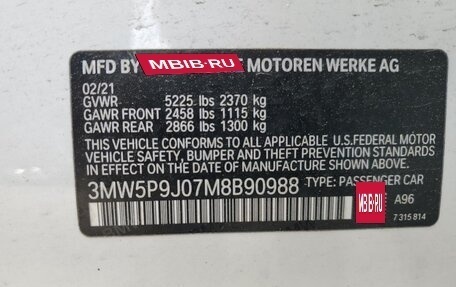 MFD BY MBIB.RU MOTOREN WERKE AG
02/21
GVWR 5225 lbs 2370 kg
GAWR FRONT 2458 lbs 1115 kg
GAWR REAR 2866 lbs 1300 kg
THIS VEHICLE CONFORMS TO ALL APPLICABLE U.S.FEDERAL MOTOR
VEHICLE SAFETY, BUMPER AND THEFT PREVENTION STANDARDS IN
EFFECT ON THE DATE OF MANUFACTURE SHOWN ABOVE.
3MW5P9J07M8B90988 TYPE: PASSENGER CAR
MBIB.RU
A96
7 315 814